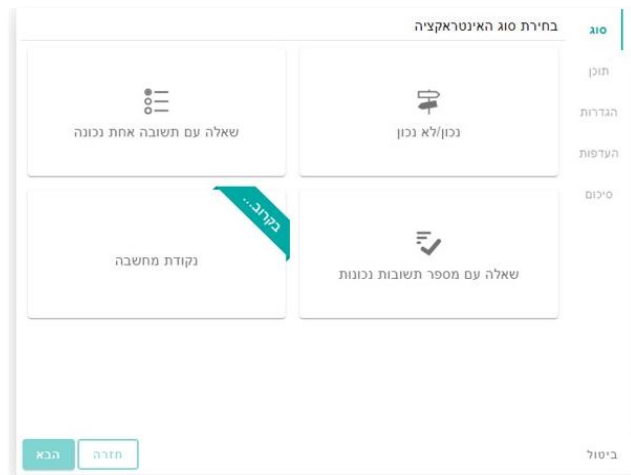 סוג
תוכן
הגדרות
העדפות
סיכום
ביטול
בחירת סוג האינטראקציה
נכון/לא נכון
שאלה עם תשובה אחת נכונה
שאלה עם מספר תשובות נכונות
נקודת מחשבה
בקרוב...
חזרה
הבא